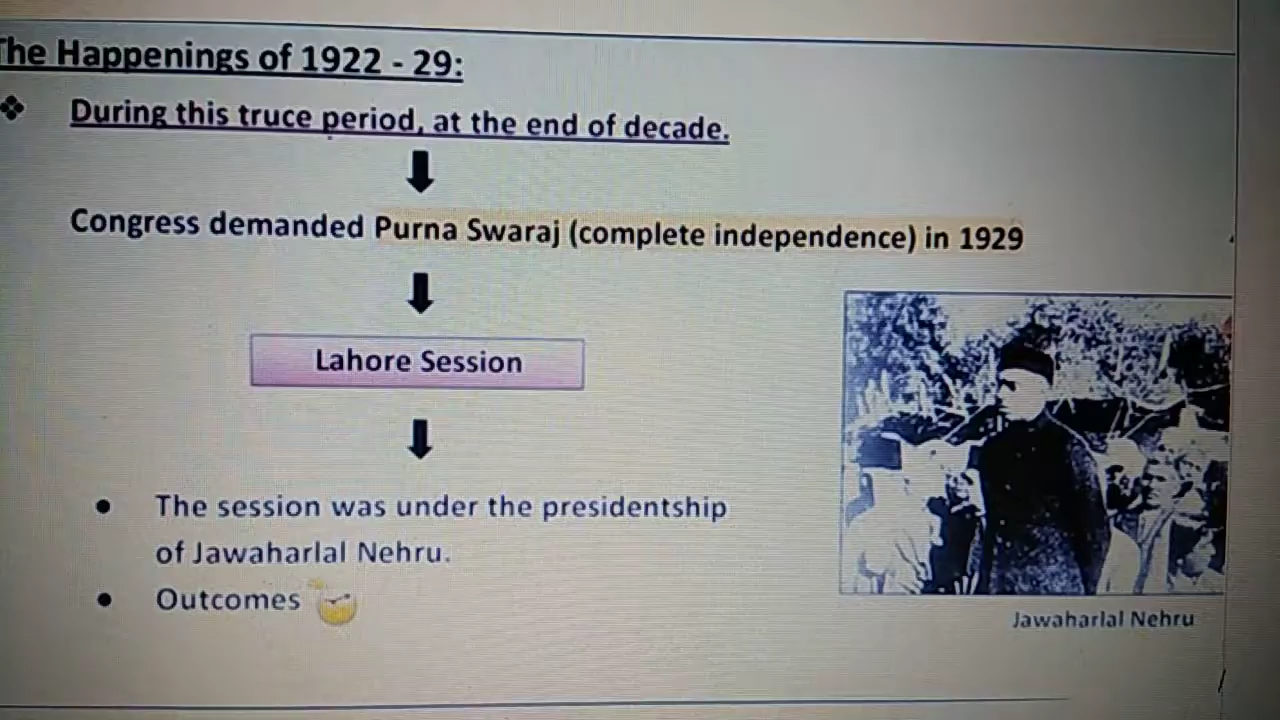 The Happenings of 1922 - 29:
During this truce period, at the end of decade.
Congress demanded Purna Swaraj (complete independence) in 1929
Lahore Session
The session was under the presidentship
of Jawaharlal Nehru.
Outcomes
Jawaharlal Nehru